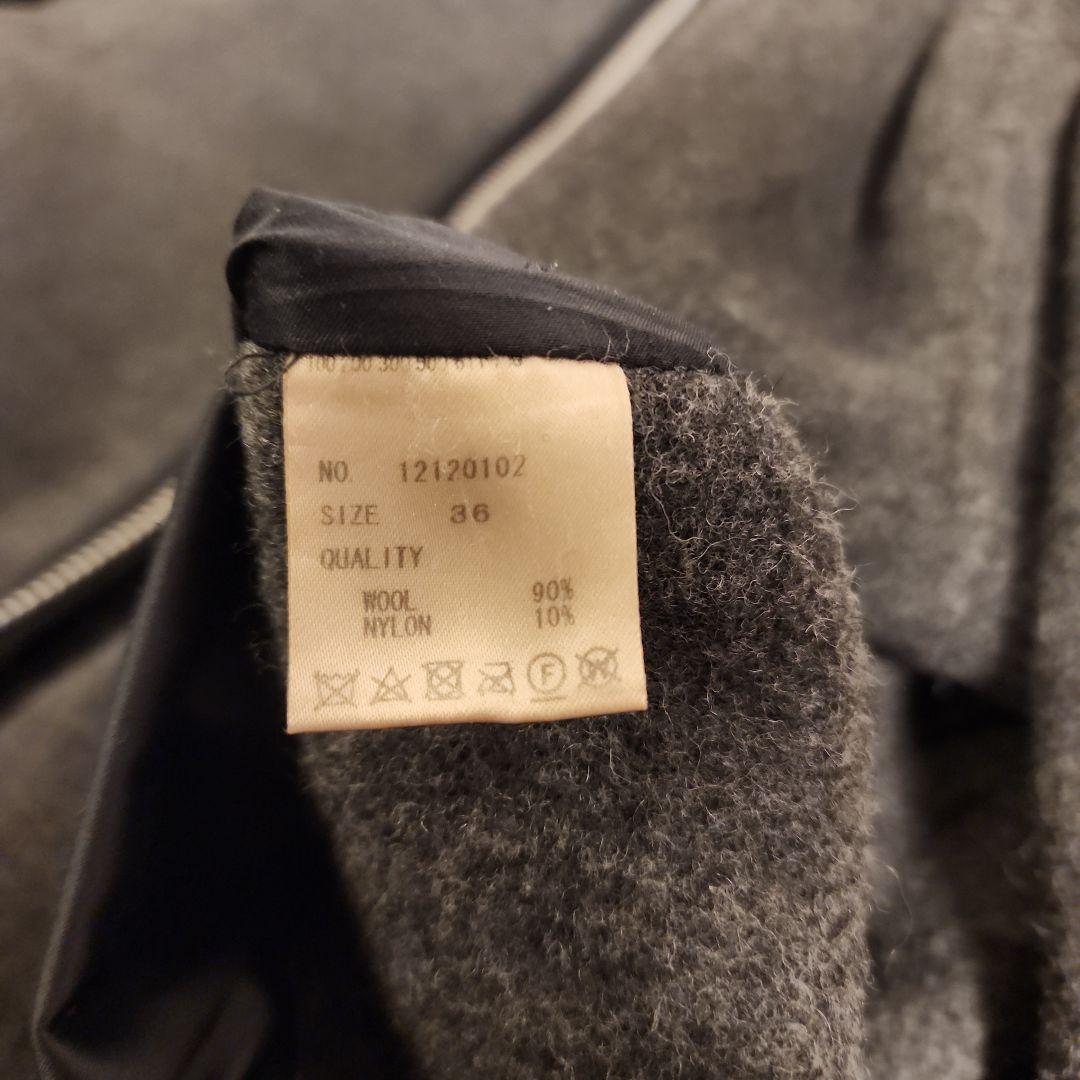 NO. 12120102
SIZE 36
QUALITY
WOOL 90%
NYLON 10%
F W